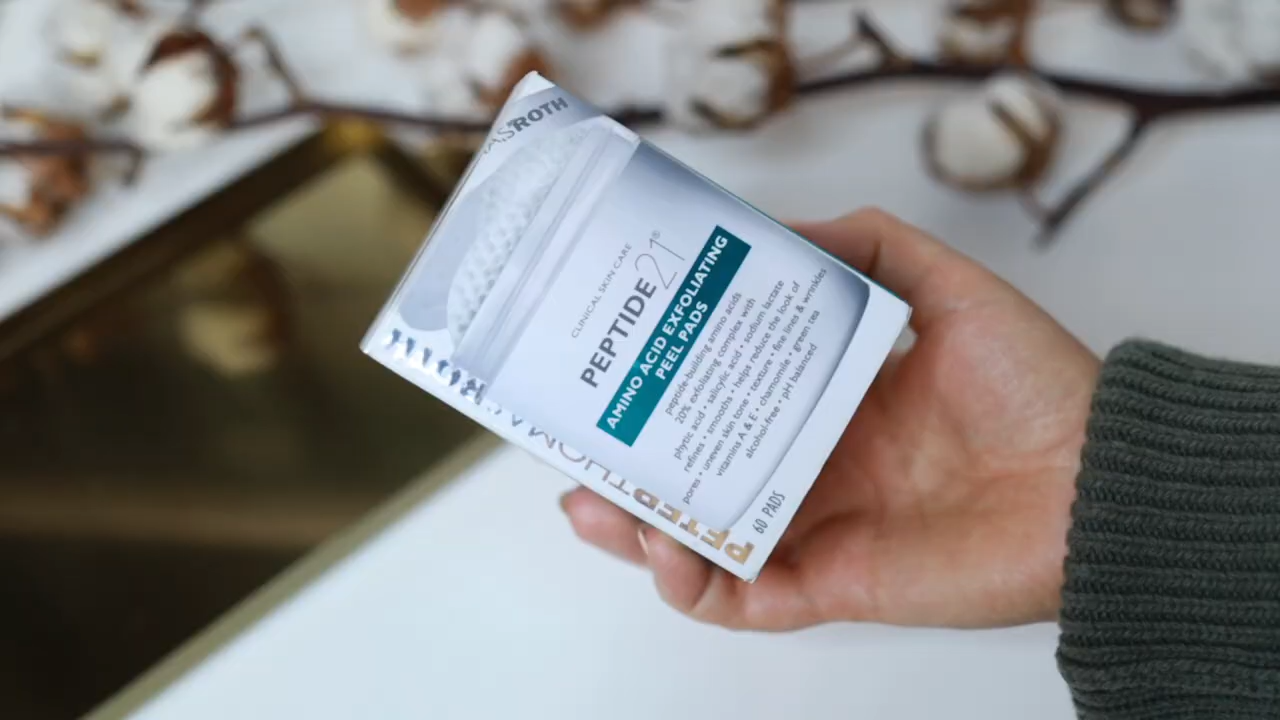 ASROTH
CLINICAL SKIN CARE
PEPTIDE21®
AMINO ACID EXFOLIATING
PEEL PADS
peptide-building amino acids
20% exfoliating complex with
phytic acid • salicylic acid • sodium lactate
refines • smooths • helps reduce the look of
pores • uneven skin tone • texture • fine lines & wrinkles
vitamins A & E • chamomile • green tea
alcohol-free • pH balanced
60 PADS
PETER THOMAS ROTH